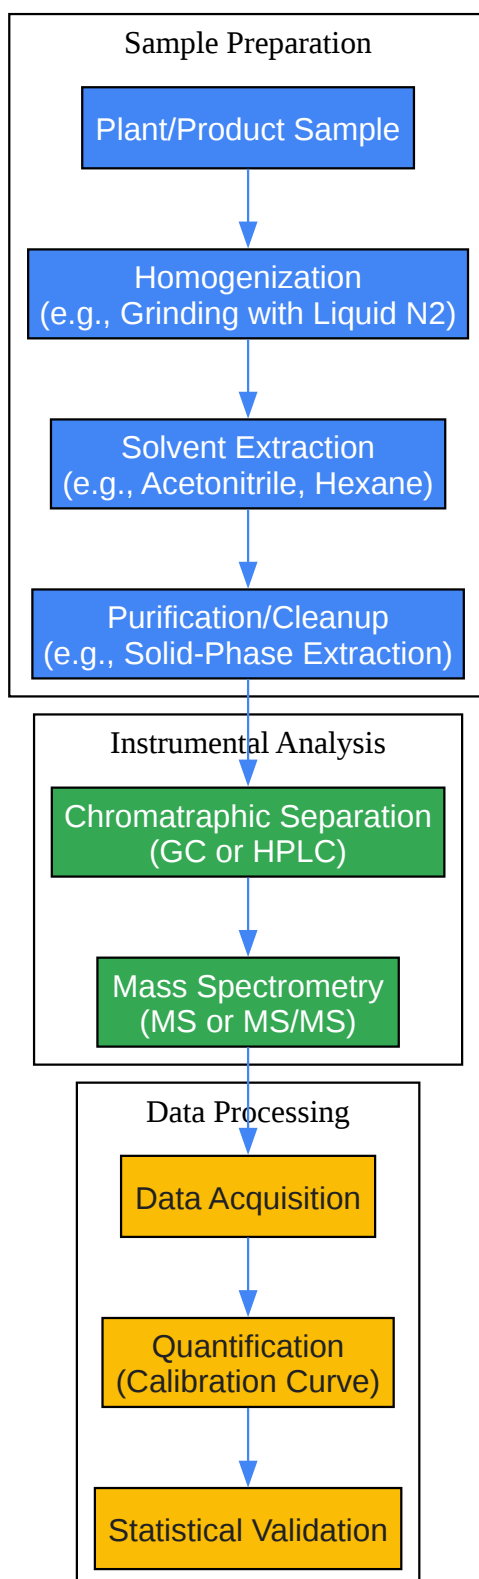 Sample Preparation
Plant/Product Sample
Homogenization
(e.g., Grinding with Liquid N2)
Solvent Extraction
(e.g., Acetonitrile, Hexane)
Purification/Cleanup
(e.g., Solid-Phase Extraction)
Instrumental Analysis
Chromatraphic Separation
(GC or HPLC)
Mass Spectrometry
(MS or MS/MS)
Data Processing
Data Acquisition
Quantification
(Calibration Curve)
Statistical Validation